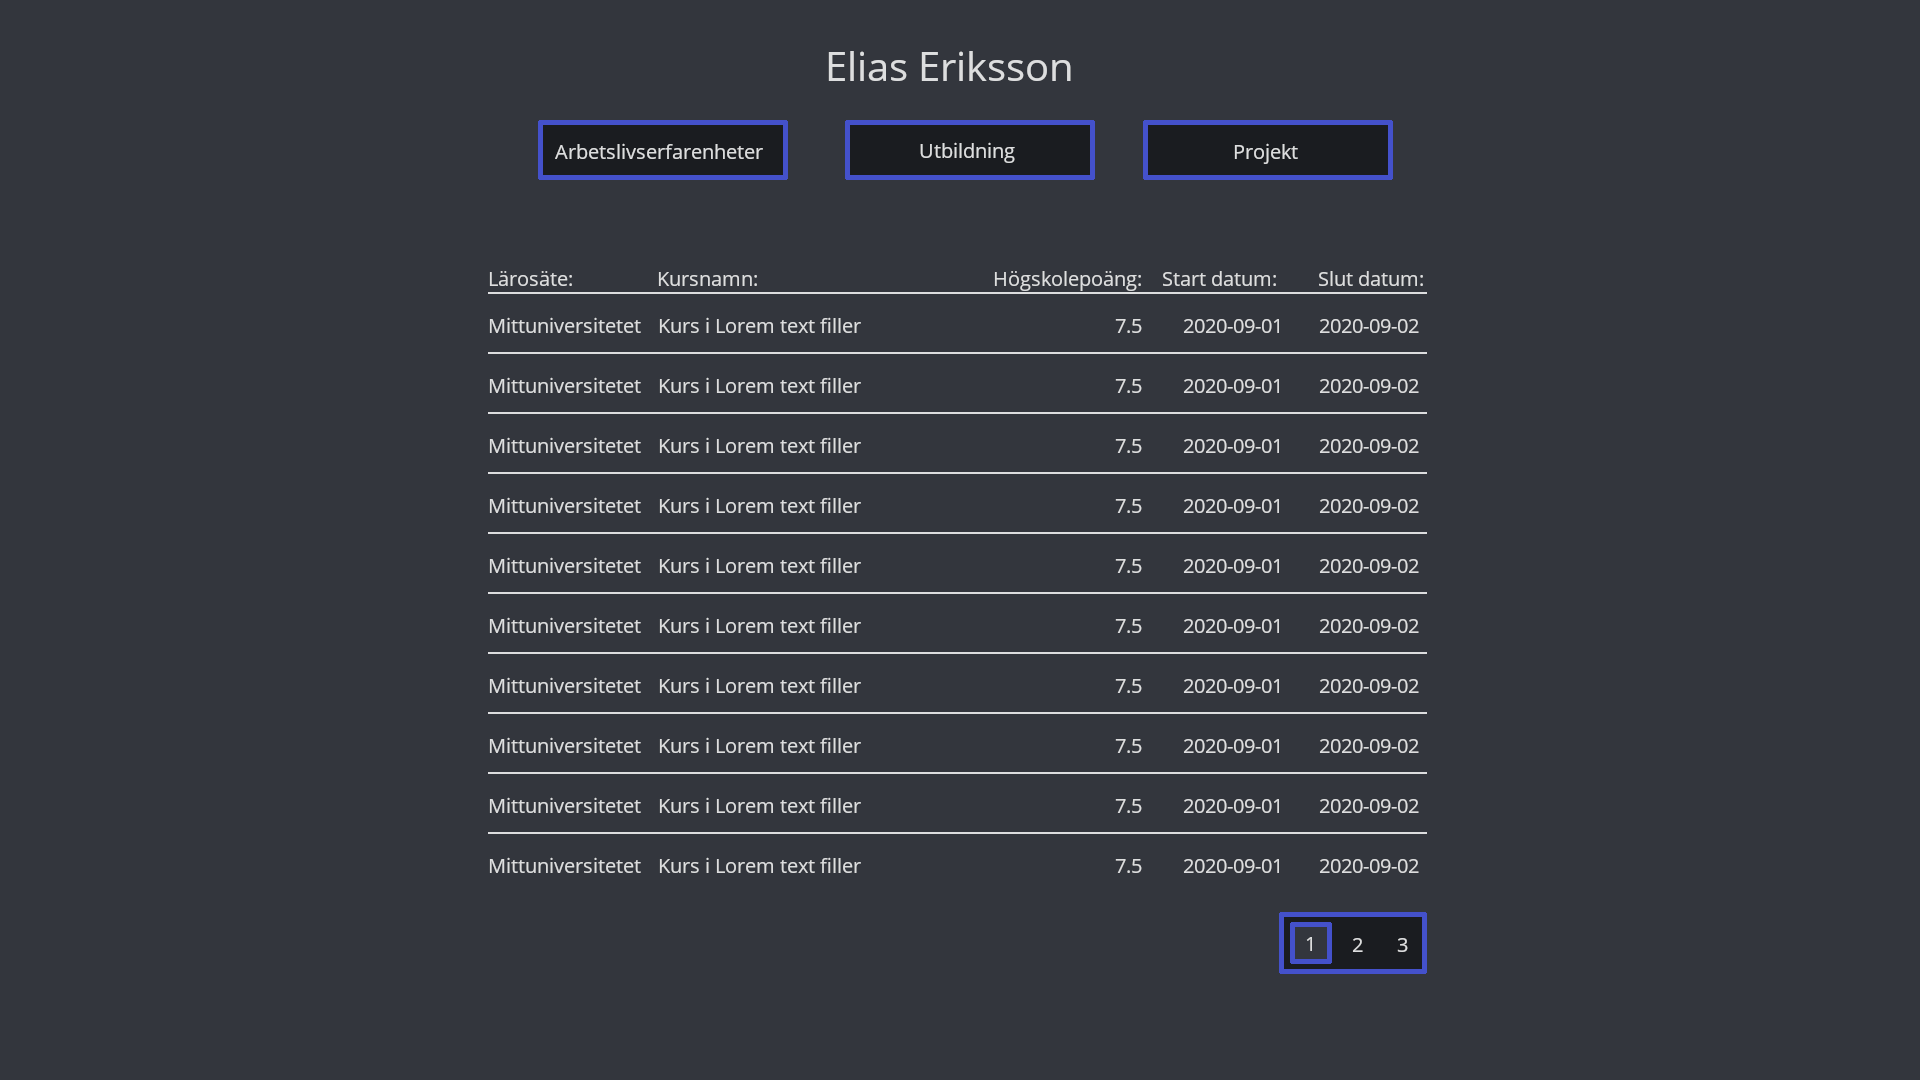 Elias Eriksson
Arbetslivserfarenheter Utbildning Projekt
Lärosäte: Kursnamn: Högskolepoäng: Start datum: Slut datum:
Mittuniversitetet Kurs i Lorem text filler 7.5 2020-09-01 2020-09-02
Mittuniversitetet Kurs i Lorem text filler 7.5 2020-09-01 2020-09-02
Mittuniversitetet Kurs i Lorem text filler 7.5 2020-09-01 2020-09-02
Mittuniversitetet Kurs i Lorem text filler 7.5 2020-09-01 2020-09-02
Mittuniversitetet Kurs i Lorem text filler 7.5 2020-09-01 2020-09-02
Mittuniversitetet Kurs i Lorem text filler 7.5 2020-09-01 2020-09-02
Mittuniversitetet Kurs i Lorem text filler 7.5 2020-09-01 2020-09-02
Mittuniversitetet Kurs i Lorem text filler 7.5 2020-09-01 2020-09-02
Mittuniversitetet Kurs i Lorem text filler 7.5 2020-09-01 2020-09-02
Mittuniversitetet Kurs i Lorem text filler 7.5 2020-09-01 2020-09-02
1 2 3